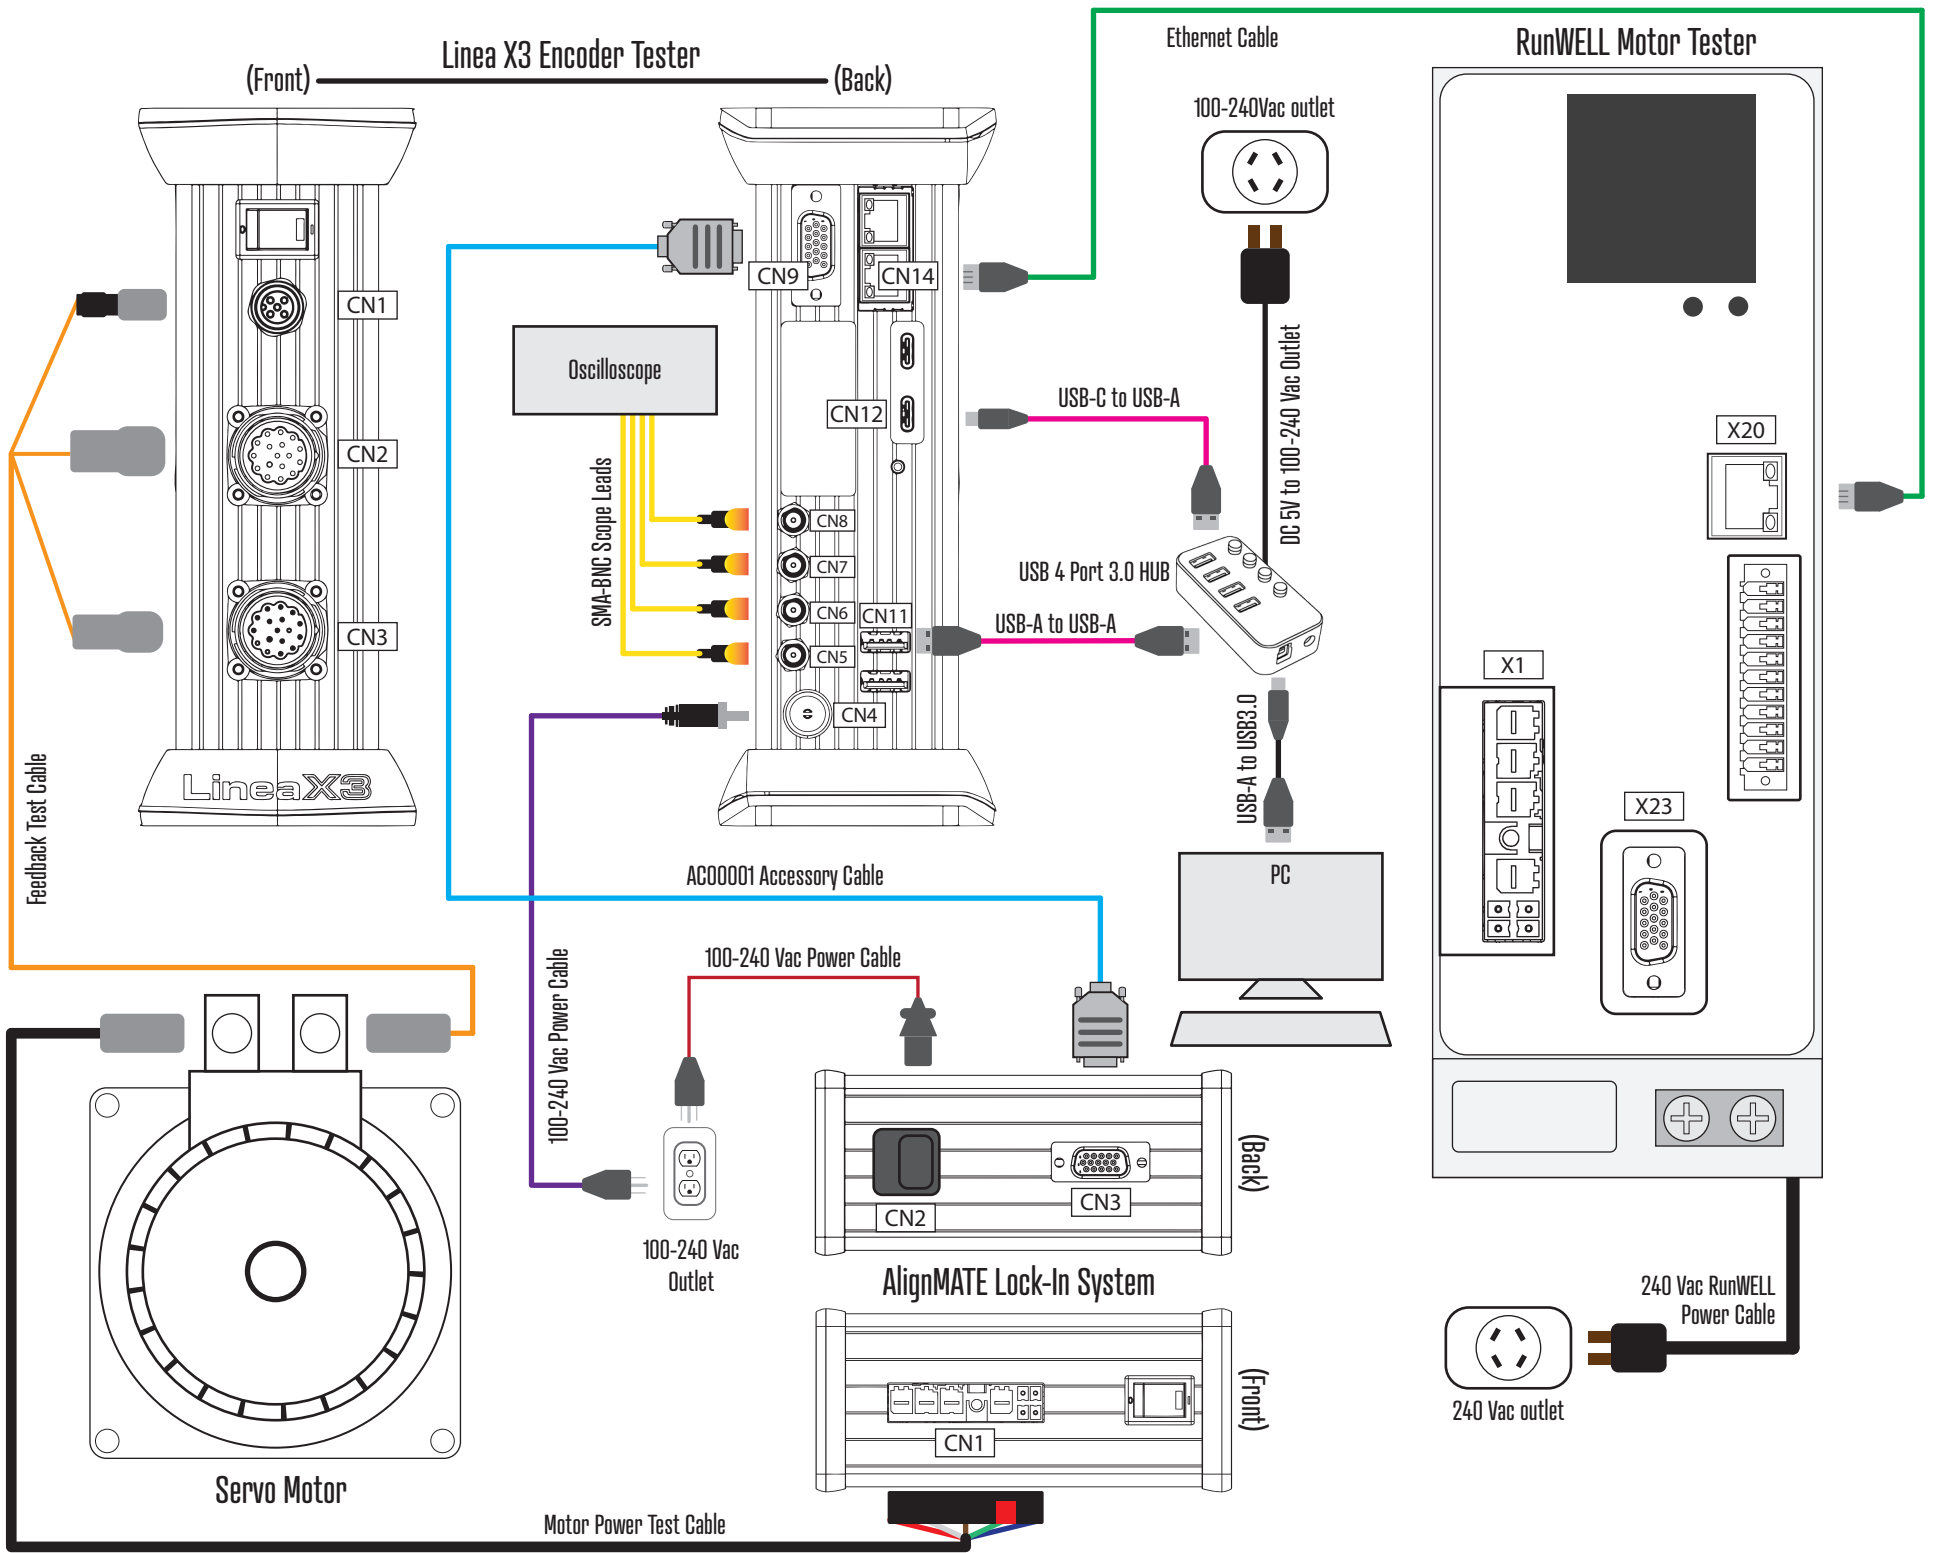 Linea X3 Encoder Tester
(Front)
(Back)
Ethernet Cable
RunWELL Motor Tester
100-240Vac outlet
CN1
CN2
CN3
LineaX3
CN9
CN14
Oscilloscope
CN12
USB-C to USB-A
DC 5V to 100-240 Vac Outlet
SMA-BNC Scope Leads
CN8
CN7
CN6
CN5
CN11
CN4
USB 4 Port 3.0 HUB
USB-A to USB-A
USB-A to USB3.0
X20
X1
X23
Feedback Test Cable
AC00001 Accessory Cable
PC
100-240 Vac Power Cable
100-240 Vac Power Cable
100-240 Vac
Outlet
CN2
CN3
(Back)
AlignMATE Lock-In System
CN1
(Front)
240 Vac RunWELL
Power Cable
240 Vac outlet
Servo Motor
Motor Power Test Cable